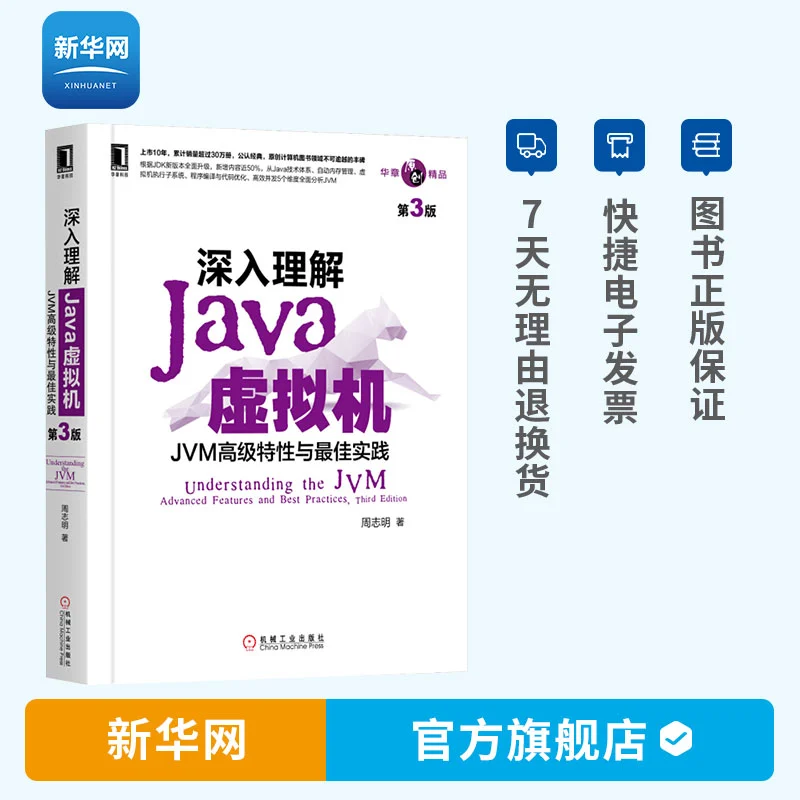 新华网
XINHUANET
上市10年，累计销量超过30万册，公认经典，原创计算机图书领域不可逾越的丰碑
根据JDK新版本全面升级，新增内容近50%，从Java技术体系、自动内存管理、虚
拟机执行子系统、程序编译与代码优化、高效并发5个维度全面分析JVM
华章原创精品
第3版
深入理解
Java
虚拟机
JVM高级特性与最佳实践
Understanding the JVM
Advanced Features and Best Practices, Third Edition
周志明 著
机械工业出版社
China Machine Press
华章科技
深入理解
Java虚拟机
JVM高级特性与最佳实践
第3版
Understanding
the
JVM
周志明 著
机械工业出版社
China Machine Press
7天无理由退换货
快捷电子发票
图书正版保证
新华网
官方旗舰店